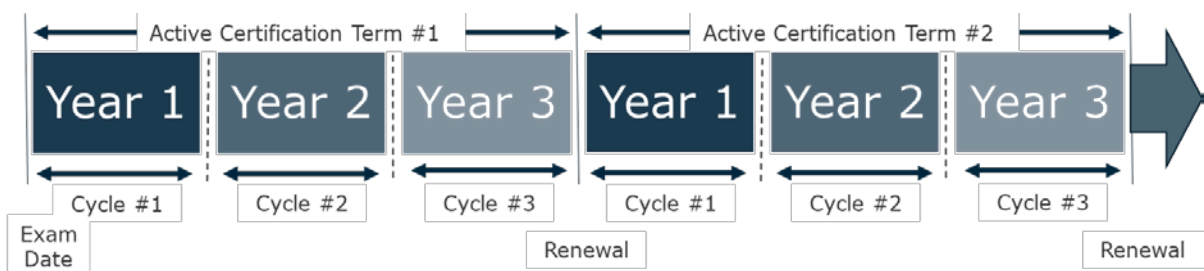 Active Certification Term #1
Active Certification Term #2
Year 1
Year 2
Year 3
Year 1
Year 2
Year 3
Cycle #1
Cycle #2
Cycle #3
Cycle #1
Cycle #2
Cycle #3
Exam
Date
Renewal
Renewal